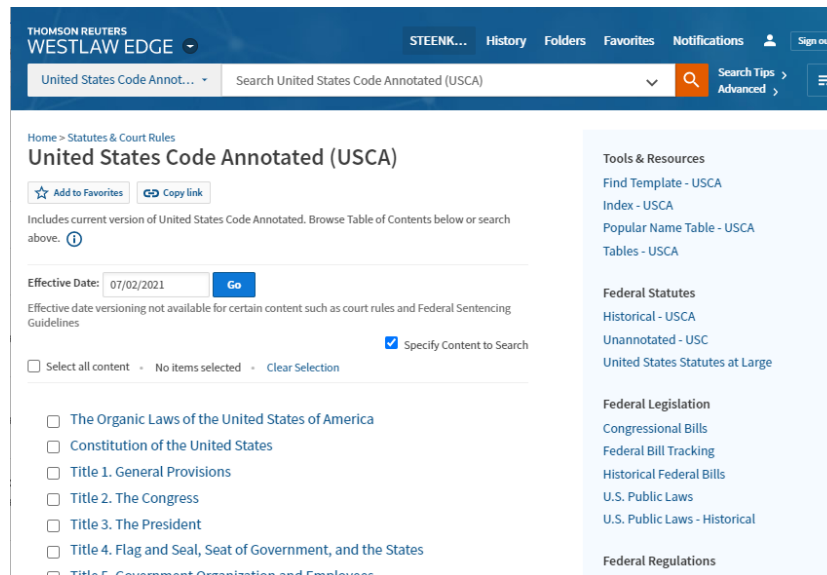 THOMSON REUTERS
WESTLAW EDGE
STEENK... History Folders Favorites Notifications Sign ou
United States Code Annot... Search United States Code Annotated (USCA) Search Tips
Advanced
Home > Statutes & Court Rules
United States Code Annotated (USCA)
Add to Favorites Copy link
Includes current version of United States Code Annotated. Browse Table of Contents below or search
above.
Effective Date: 07/02/2021 Go
Effective date versioning not available for certain content such as court rules and Federal Sentencing
Guidelines
Specify Content to Search
Select all content • No items selected • Clear Selection
The Organic Laws of the United States of America
Constitution of the United States
Title 1. General Provisions
Title 2. The Congress
Title 3. The President
Title 4. Flag and Seal, Seat of Government, and the States
Title 5. Government Organization and Employees
Tools & Resources
Find Template - USCA
Index - USCA
Popular Name Table - USCA
Tables - USCA
Federal Statutes
Historical - USCA
Unannotated - USC
United States Statutes at Large
Federal Legislation
Congressional Bills
Federal Bill Tracking
Historical Federal Bills
U.S. Public Laws
U.S. Public Laws - Historical
Federal Regulations